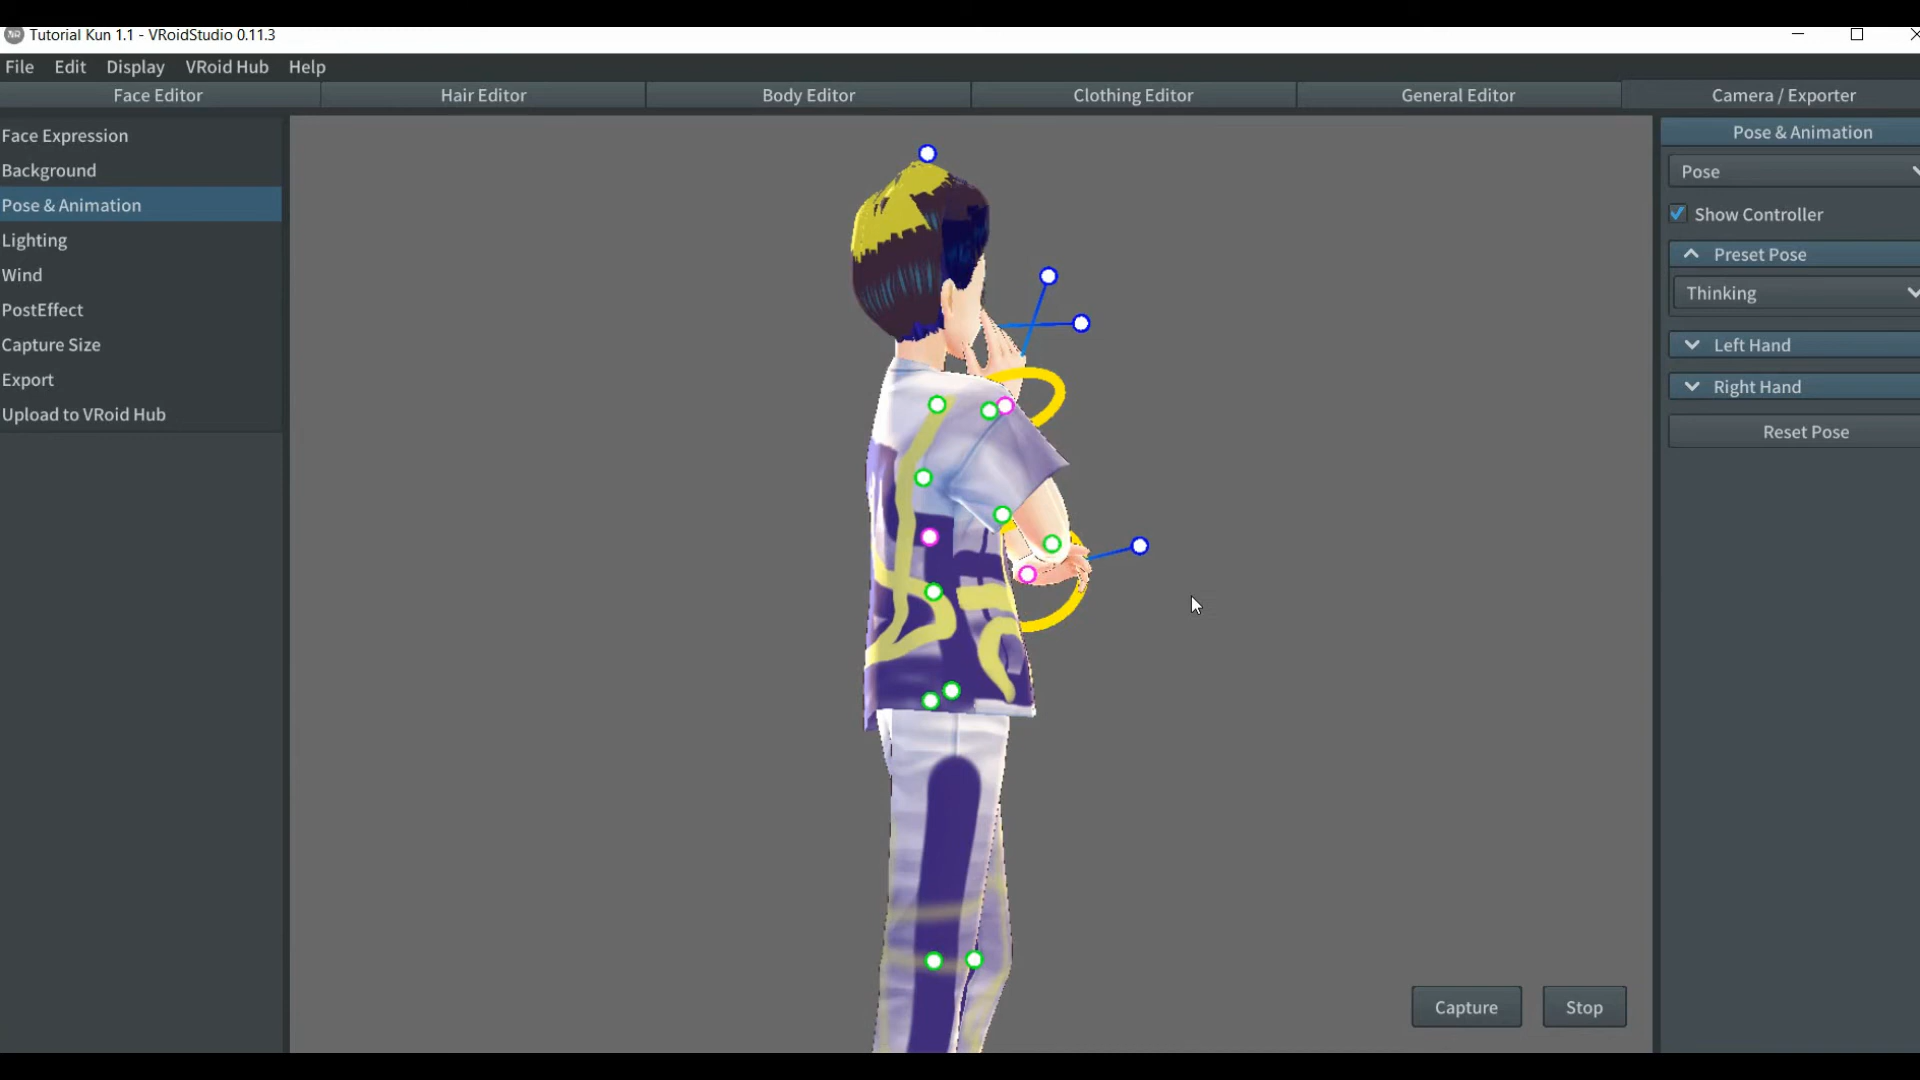 Tutorial Kun 1.1 - VRoidStudio 0.11.3
File Edit Display VRoid Hub Help
Face Editor Hair Editor Body Editor Clothing Editor General Editor Camera / Exporter
Face Expression
Background
Pose & Animation
Lighting
Wind
PostEffect
Capture Size
Export
Upload to VRoid Hub
Pose & Animation
Pose
Show Controller
Preset Pose
Thinking
Left Hand
Right Hand
Reset Pose
Capture Stop